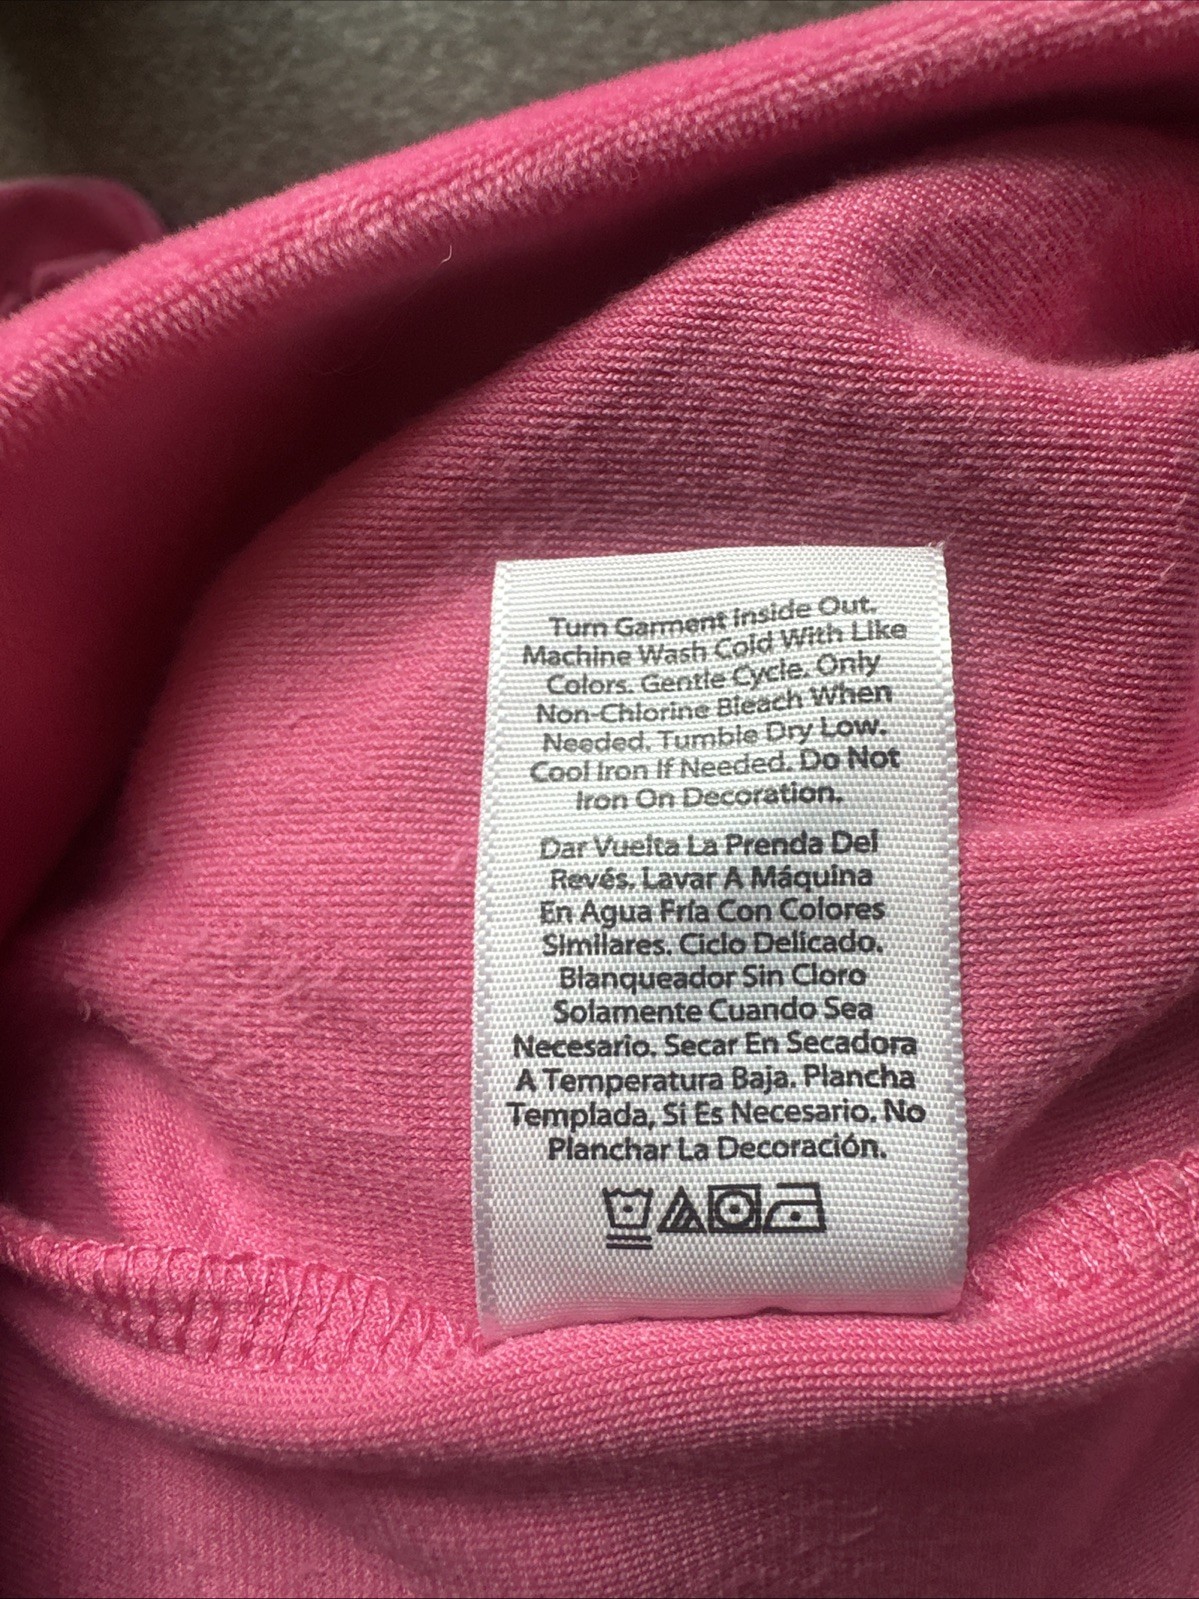 Turn Garment Inside Out.
Machine Wash Cold With Like
Colors. Gentle Cycle. Only
Non-Chlorine Bleach When
Needed. Tumble Dry Low.
Cool Iron If Needed. Do Not
Iron On Decoration.
Dar Vuelta La Prenda Del
Revés. Lavar A Máquina
En Agua Fría Con Colores
Similares. Ciclo Delicado.
Blanqueador Sin Cloro
Solamente Cuando Sea
Necesario. Secar En Secadora
A Temperatura Baja. Plancha
Templada, Si Es Necesario. No
Planchar La Decoración.